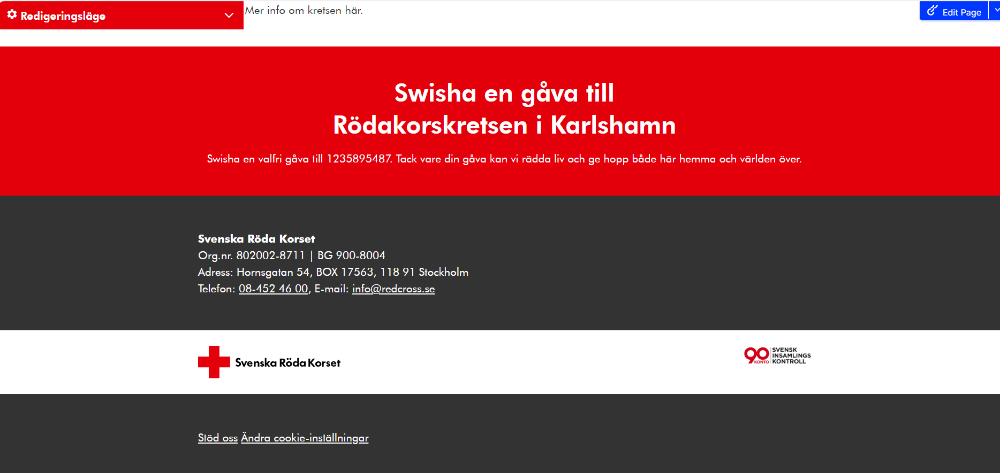 Redigeringsläge
Mer info om kretsen här.
Edit Page
Swisha en gåva till
Rödakorskretsen i Karlshamn
Swisha en valfri gåva till 1235895487. Tack vare din gåva kan vi rädda liv och ge hopp både här hemma och världen över.
Svenska Röda Korset
Org.nr. 802002-8711 | BG 900-8004
Adress: Hornsgatan 54, BOX 17563, 118 91 Stockholm
Telefon: 08-452 46 00, E-mail: info@redcross.se
Svenska Röda Korset
90
KONTO
SVENSK
INSAMLINGS
KONTROLL
Stöd oss Ändra cookie-inställningar